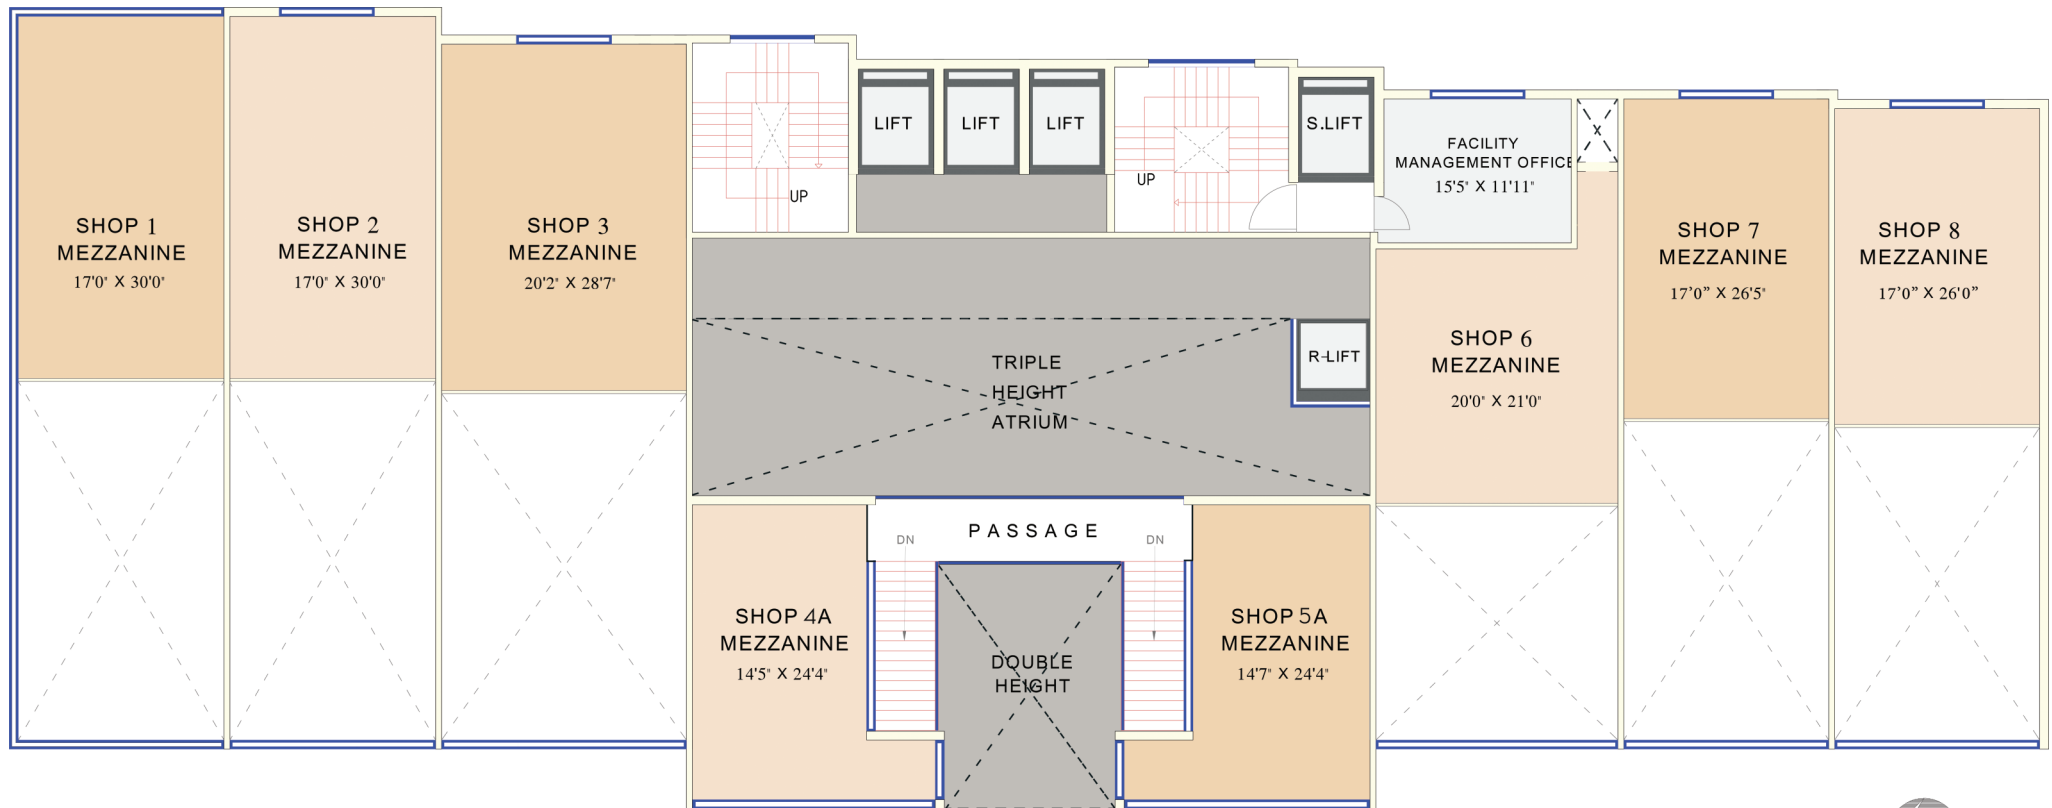 LIFT
LIFT
LIFT
S.LIFT
UP
UP
FACILITY
MANAGEMENT OFFICE
15'5" X 11'11"
SHOP 1
MEZZANINE
17'0" X 30'0"
SHOP 2
MEZZANINE
17'0" X 30'0"
SHOP 3
MEZZANINE
20'2" X 28'7"
SHOP 7
MEZZANINE
17'0" X 26'5"
SHOP 8
MEZZANINE
17'0" X 26'0"
SHOP 6
MEZZANINE
20'0" X 21'0"
TRIPLE
HEIGHT
ATRIUM
R-LIFT
PASSAGE
DN
DN
SHOP 4A
MEZZANINE
14'5" X 24'4"
DOUBLE
HEIGHT
SHOP 5A
MEZZANINE
14'7" X 24'4"